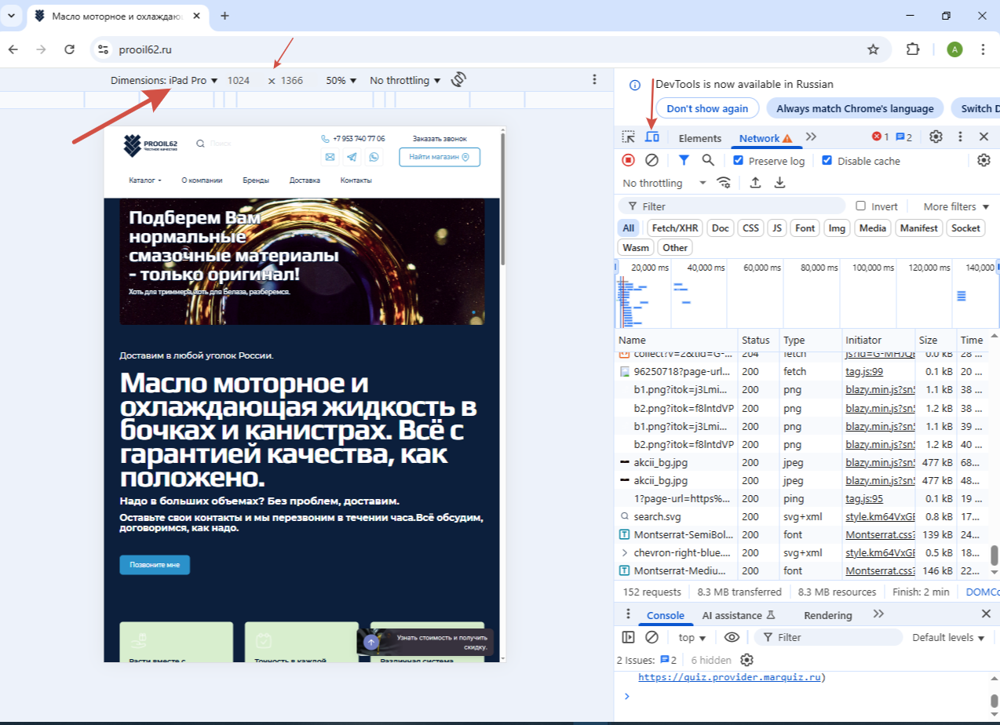 Масло моторное и охлаждаю
prooil62.ru
A
Dimensions: iPad Pro ▼ 1024 × 1366 50% ▼ No throttling ▼
PROOIL62
Честное качество
Поиск
+7 953 740 77 06
Заказать звонок
Найти магазин
Каталог О компании Бренды Доставка Контакты
Подберем Вам
нормальные
смазочные материалы
- только оригинал!
Хоть для триммера, хоть для Белаза, разберемся.
Доставим в любой уголок России.
Масло моторное и
охлаждающая жидкость в
бочках и канистрах. Всё с
гарантией качества, как
положено.
Надо в больших объемах? Без проблем, доставим.
Оставьте свои контакты и мы перезвоним в течении часа.Всё обсудим,
договоримся, как надо.
Позвоните мне
Узнать стоимость и получить
скидку.
Расти вместе с
Точность в каждой
Различная система
DevTools is now available in Russian
Don't show again Always match Chrome's language Switch D
Elements Network 1 2
Preserve log Disable cache
No throttling
Filter Invert More filters ▼
All Fetch/XHR Doc CSS JS Font Img Media Manifest Socket
Wasm Other
20,000 ms 40,000 ms 60,000 ms 80,000 ms 100,000 ms 120,000 ms 140,000
Name Status Type Initiator Size Time
collect?v=2&tid=G-... 204 fetch js?id=G-MHJQE 0.0 kB 28 ...
96250718?page-url... 200 fetch tag.js:99 0.1 kB 20 ...
b1.png?itok=j3Lmi... 200 png blazy.min.js?sn5 1.1 kB 38 ...
b2.png?itok=f8lntdVP 200 png blazy.min.js?sn5 1.2 kB 38 ...
b1.png?itok=j3Lmi... 200 png blazy.min.js?sn5 1.1 kB 39 ...
b2.png?itok=f8lntdVP 200 png blazy.min.js?sn5 1.2 kB 40 ...
akcii_bg.jpg 200 jpeg blazy.min.js?sn5 477 kB 68...
akcii_bg.jpg 200 jpeg blazy.min.js?sn5 477 kB 48...
1?page-url=https%... 200 ping tag.js:95 0.1 kB 19 ...
search.svg 200 svg+xml style.km64VxGE 0.8 kB 17...
Montserrat-SemiBol... 200 font Montserrat.css? 139 kB 24...
chevron-right-blue.... 200 svg+xml style.km64VxGE 0.5 kB 18...
Montserrat-Mediu... 200 font Montserrat.css? 146 kB 22...
152 requests 8.3 MB transferred 8.3 MB resources Finish: 2 min DOMCo
Console AI assistance Rendering
top ▼ Filter Default levels ▼
2 Issues: 2 6 hidden
https://quiz.provider.marquiz.ru)